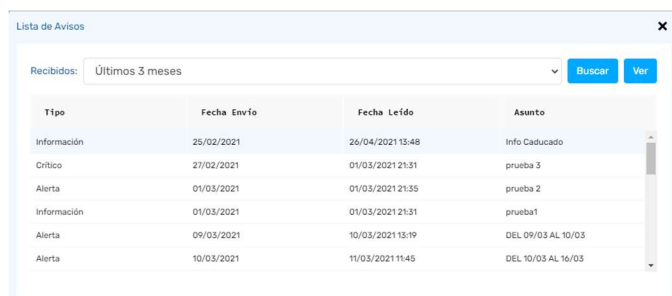 Lista de Avisos
Recibidos: Últimos 3 meses Buscar Ver
Tipo Fecha Envío Fecha Leído Asunto
Información 25/02/2021 26/04/2021 13:48 Info Caducado
Crítico 27/02/2021 01/03/2021 21:31 prueba 3
Alerta 01/03/2021 01/03/2021 21:35 prueba 2
Información 01/03/2021 01/03/2021 21:31 prueba1
Alerta 09/03/2021 10/03/2021 13:19 DEL 09/03 AL 10/03
Alerta 10/03/2021 11/03/2021 11:45 DEL 10/03 AL 16/03